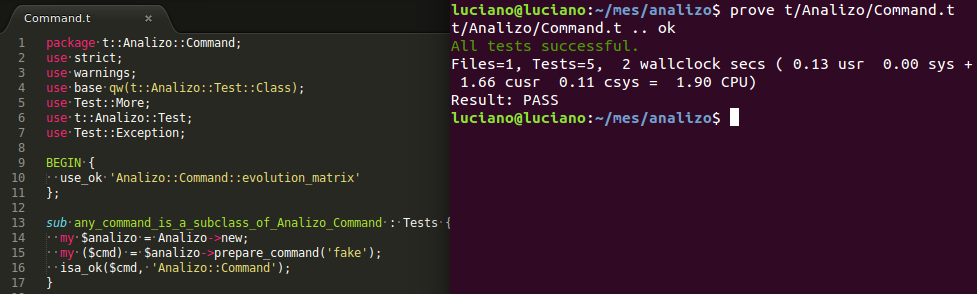 Command.t ×
1 package t::Analizo::Command;
2 use strict;
3 use warnings;
4 use base qw(t::Analizo::Test::Class);
5 use Test::More;
6 use t::Analizo::Test;
7 use Test::Exception;
8
9 BEGIN {
10   use_ok 'Analizo::Command::evolution_matrix'
11 };
12
13 sub any_command_is_a_subclass_of_Analizo_Command : Tests {
14   my $analizo = Analizo->new;
15   my ($cmd) = $analizo->prepare_command('fake');
16   isa_ok($cmd, 'Analizo::Command');
17 }
luciano@luciano:~/mes/analizo$ prove t/Analizo/Command.t
t/Analizo/Command.t .. ok
All tests successful.
Files=1, Tests=5,  2 wallclock secs ( 0.13 usr  0.00 sys +
 1.66 cusr  0.11 csys =  1.90 CPU)
Result: PASS
luciano@luciano:~/mes/analizo$